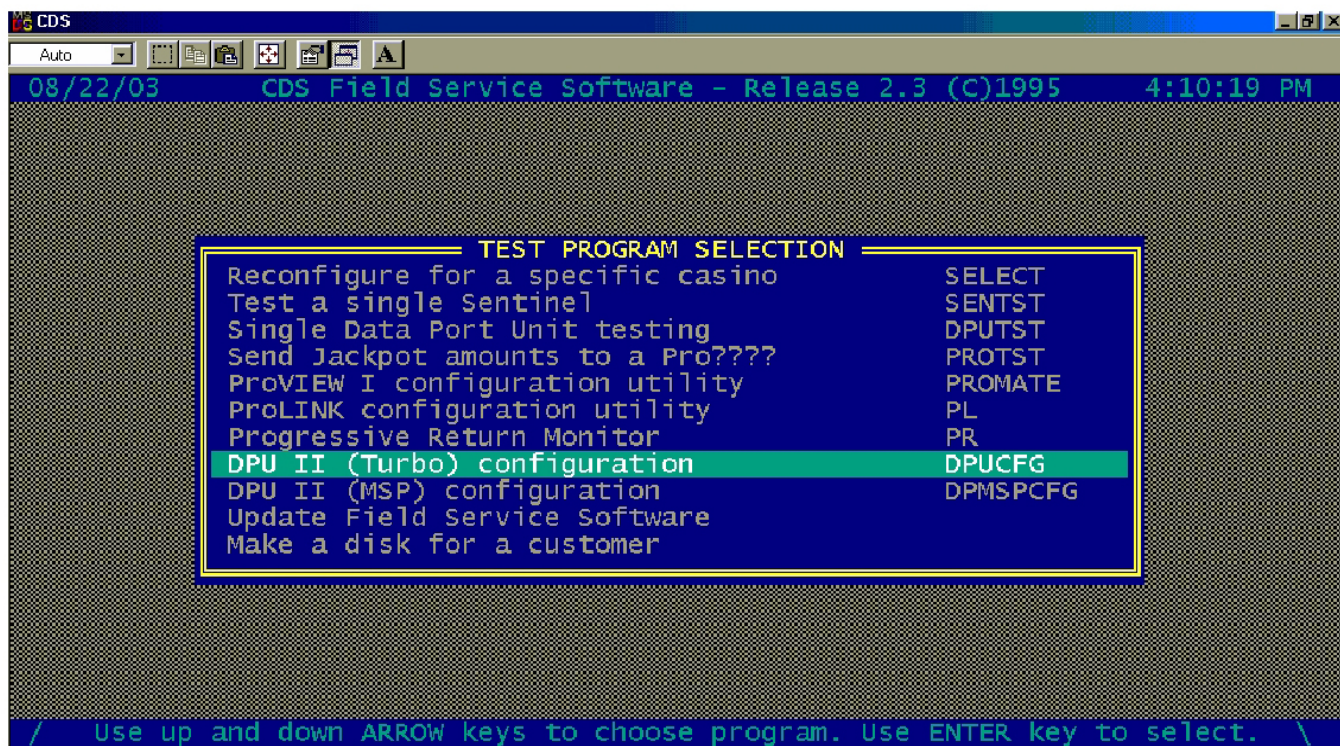 CDS
Auto A
08/22/03 CDS Field Service Software - Release 2.3 (C)1995 4:10:19 PM
TEST PROGRAM SELECTION
Reconfigure for a specific casino SELECT
Test a single Sentinel SENTST
Single Data Port Unit testing DPUTST
Send Jackpot amounts to a Pro???? PROTST
ProVIEW I configuration utility PROMATE
ProLINK configuration utility PL
Progressive Return Monitor PR
DPU II (Turbo) configuration DPUCFG
DPU II (MSP) configuration DPMSPCFG
Update Field Service Software
Make a disk for a customer
/ Use up and down ARROW keys to choose program. Use ENTER key to select. \